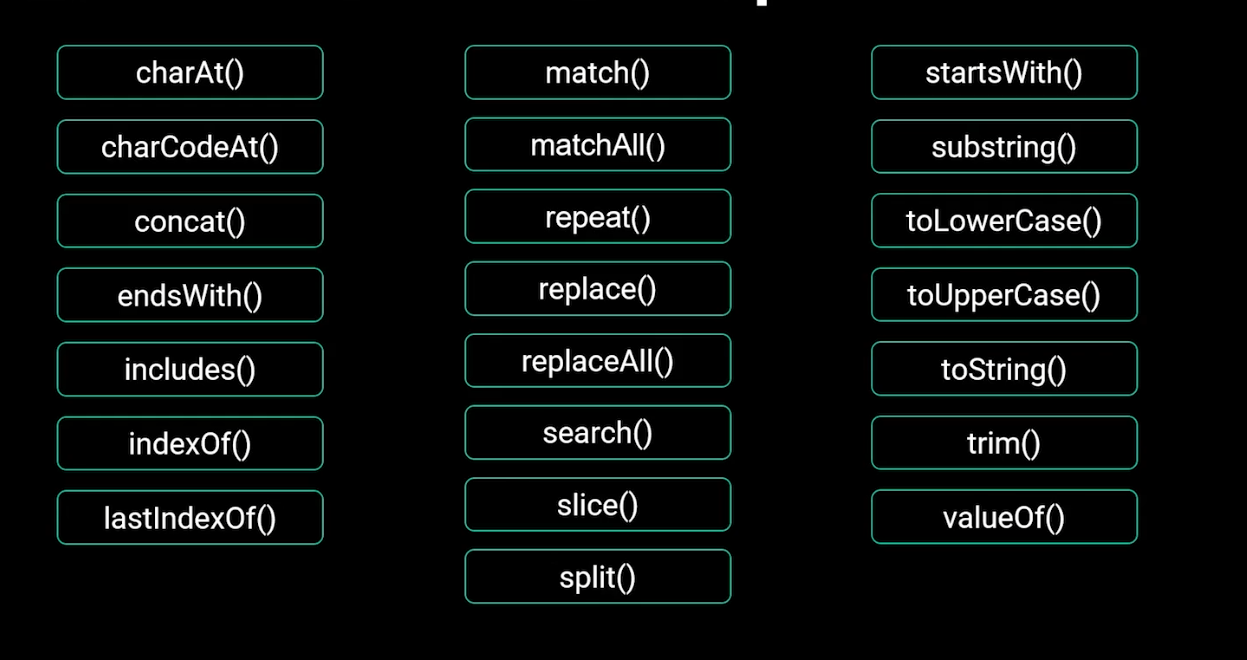 charAt()
charCodeAt()
concat()
endsWith()
includes()
indexOf()
lastIndexOf()
match()
matchAll()
repeat()
replace()
replaceAll()
search()
slice()
split()
startsWith()
substring()
toLowerCase()
toUpperCase()
toString()
trim()
valueOf()